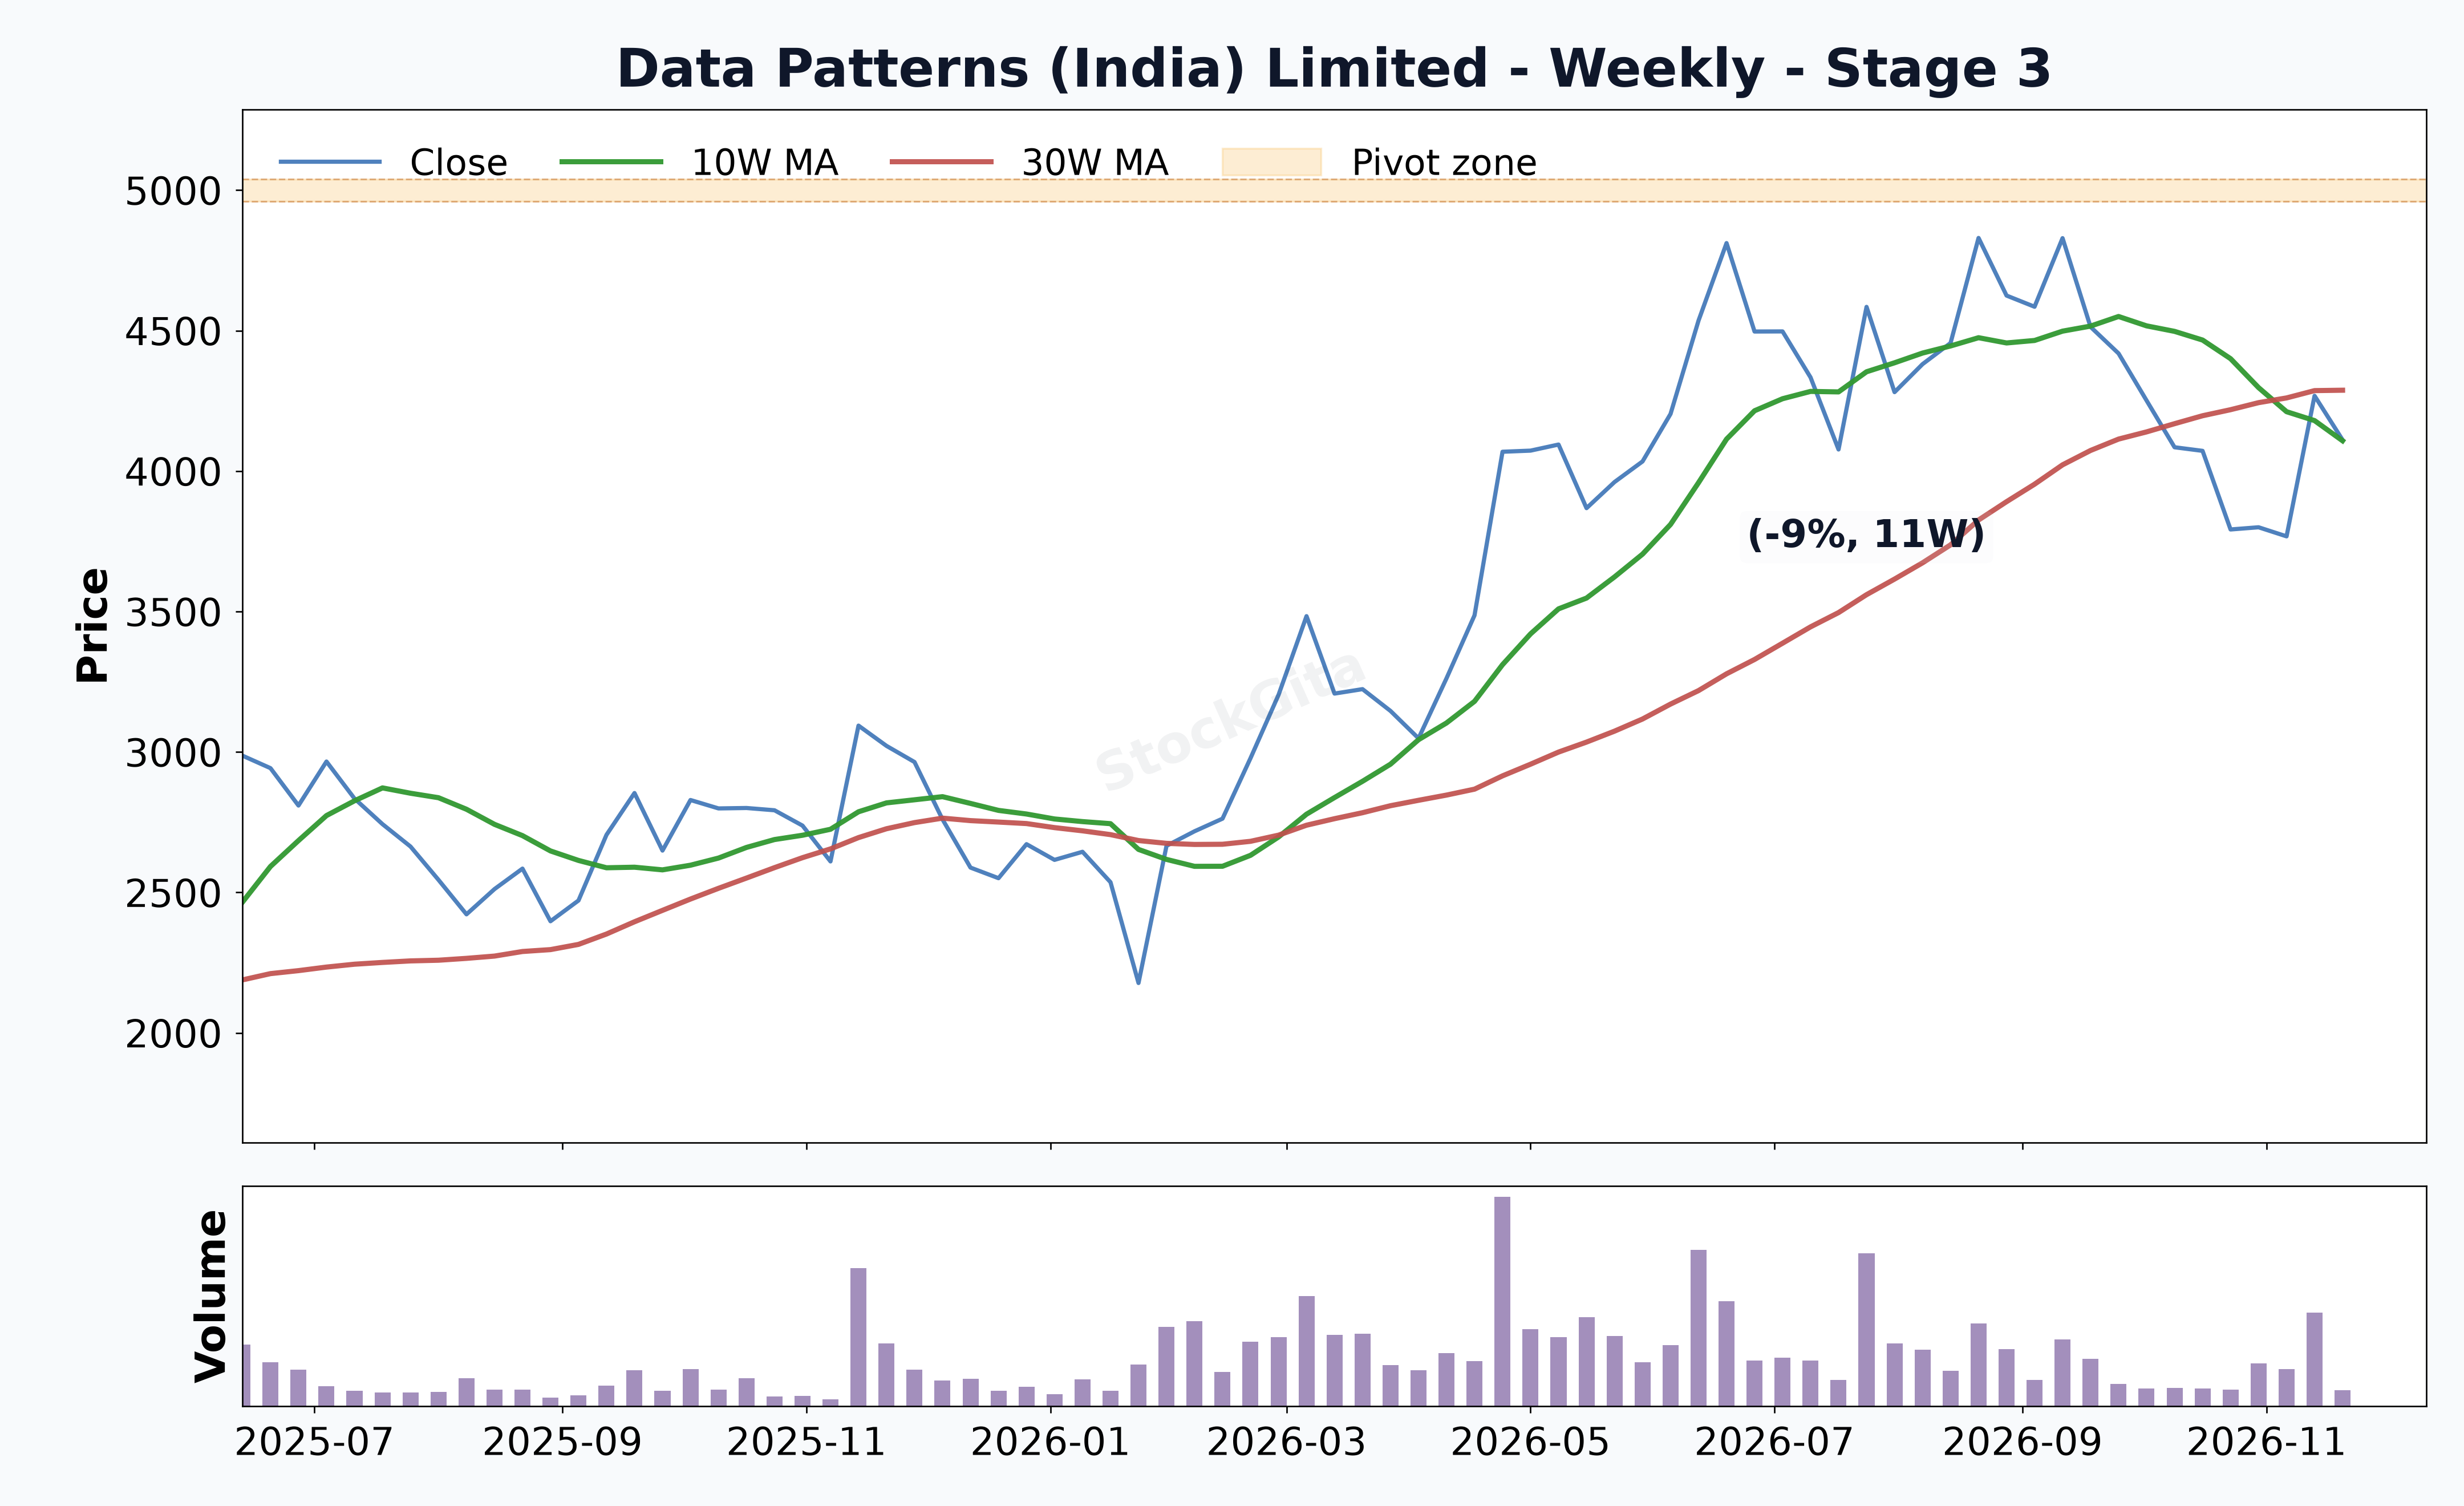 Data Patterns (India) Limited - Weekly - Stage 3
Close 10W MA 30W MA Pivot zone
5000
4500
4000
3500
3000
2500
2000
Price
(-9%, 11W)
StockGita
Volume
2025-07 2025-09 2025-11 2026-01 2026-03 2026-05 2026-07 2026-09 2026-11